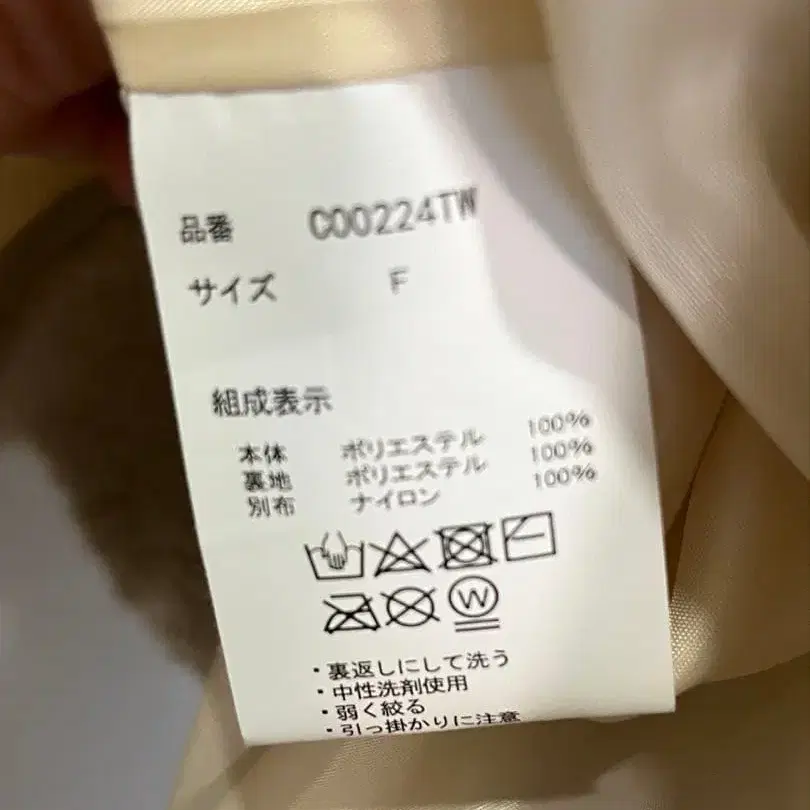 品番 C00224TW
サイズ F
組成表示
本体 ポリエステル 100%
裏地 ポリエステル 100%
別布 ナイロン 100%
W
・裏返しにして洗う
・中性洗剤使用
・弱く絞る
・引っ掛かりに注意